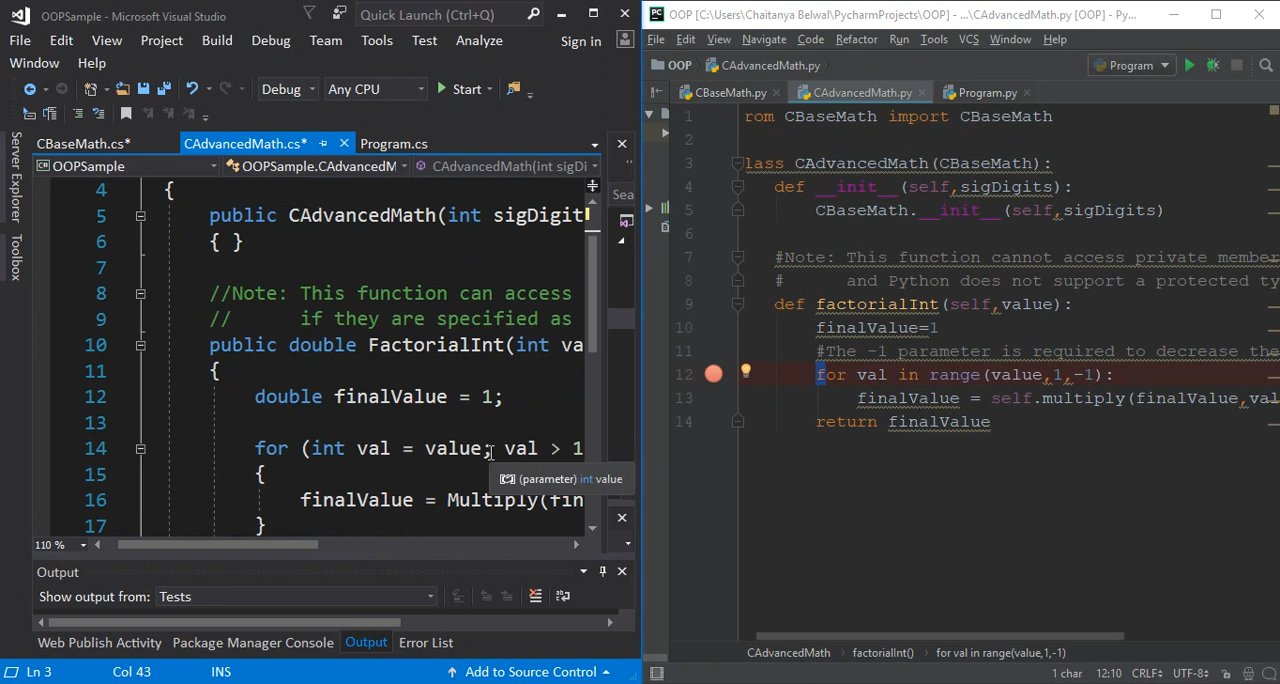 OOPSample - Microsoft Visual Studio
Quick Launch (Ctrl+Q)
File Edit View Project Build Debug Team Tools Test Analyze
Sign in
Window Help
Debug Any CPU Start
CBaseMath.cs* CAdvancedMath.cs* Program.cs
OOPSample OOPSample.CAdvancedM CAdvancedMath(int sigDi
Server Explorer
Toolbox
Sea
4 {
5 public CAdvancedMath(int sigDigit
6 { }
7
8 //Note: This function can access
9 // if they are specified as
10 public double FactorialInt(int va
11 {
12 double finalValue = 1;
13
14 for (int val = value; val > 1
15 {
(parameter) int value
16 finalValue = Multiply(fin
17 }
110 %
Output
Show output from: Tests
Web Publish Activity Package Manager Console Output Error List
Ln 3 Col 43 INS Add to Source Control
PC OOP [C:\Users\Chaitanya Belwal\PycharmProjects\OOP] - ...\CAdvancedMath.py [OOP] - Py...
File Edit View Navigate Code Refactor Run Tools VCS Window Help
OOP CAdvancedMath.py Program
CBaseMath.py CAdvancedMath.py Program.py
1 rom CBaseMath import CBaseMath
2
3 lass CAdvancedMath(CBaseMath):
4 def __init__(self,sigDigits):
5 CBaseMath.__init__(self,sigDigits)
6
7 #Note: This function cannot access private member
8 # and Python does not support a protected ty
9 def factorialInt(self,value):
10 finalValue=1
11 #The -1 parameter is required to decrease the
12 for val in range(value,1,-1):
13 finalValue = self.multiply(finalValue,val
14 return finalValue
CAdvancedMath factorialInt() for val in range(value,1,-1)
1 char 12:10 CRLF UTF-8